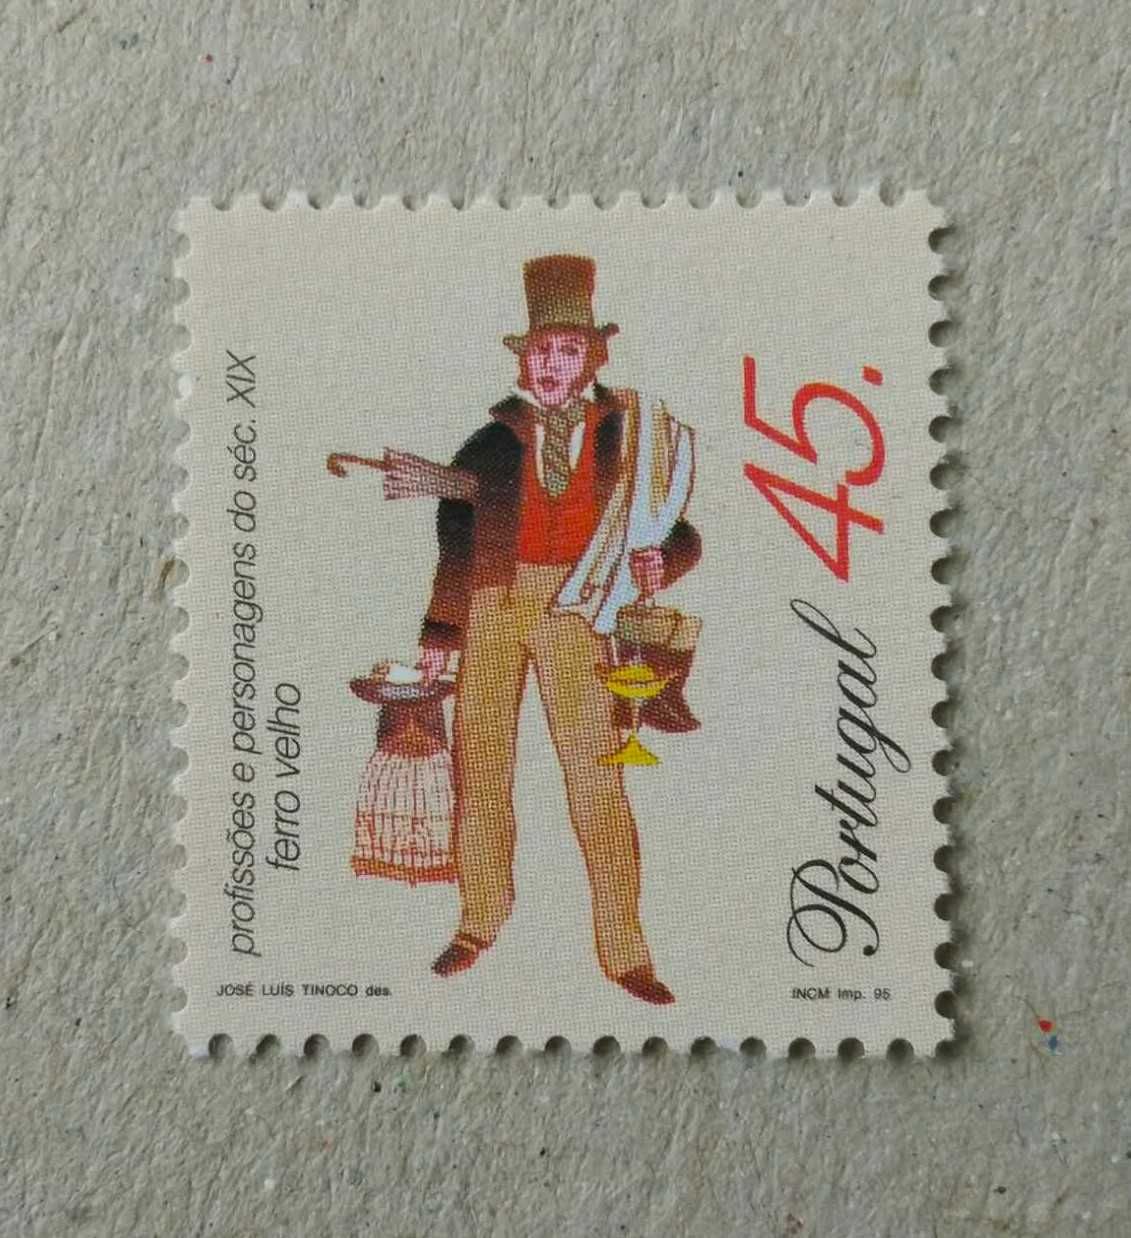 profissões e personagens do séc. XIX
ferro velho
Portugal 45.
JOSÉ LUÍS TINOCO des.
INCM Imp. 95